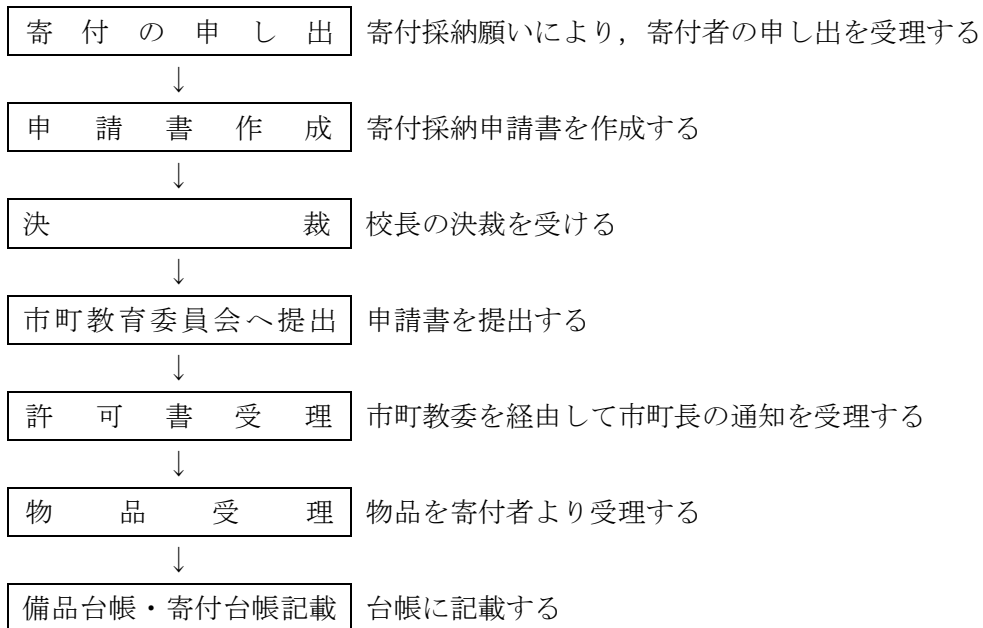 寄付の申し出 寄付採納願いにより，寄付者の申し出を受理する
↓
申請書作成 寄付採納申請書を作成する
↓
決裁 校長の決裁を受ける
↓
市町教育委員会へ提出 申請書を提出する
↓
許可書受理 市町教委を経由して市町長の通知を受理する
↓
物品受理 物品を寄付者より受理する
↓
備品台帳・寄付台帳記載 台帳に記載する